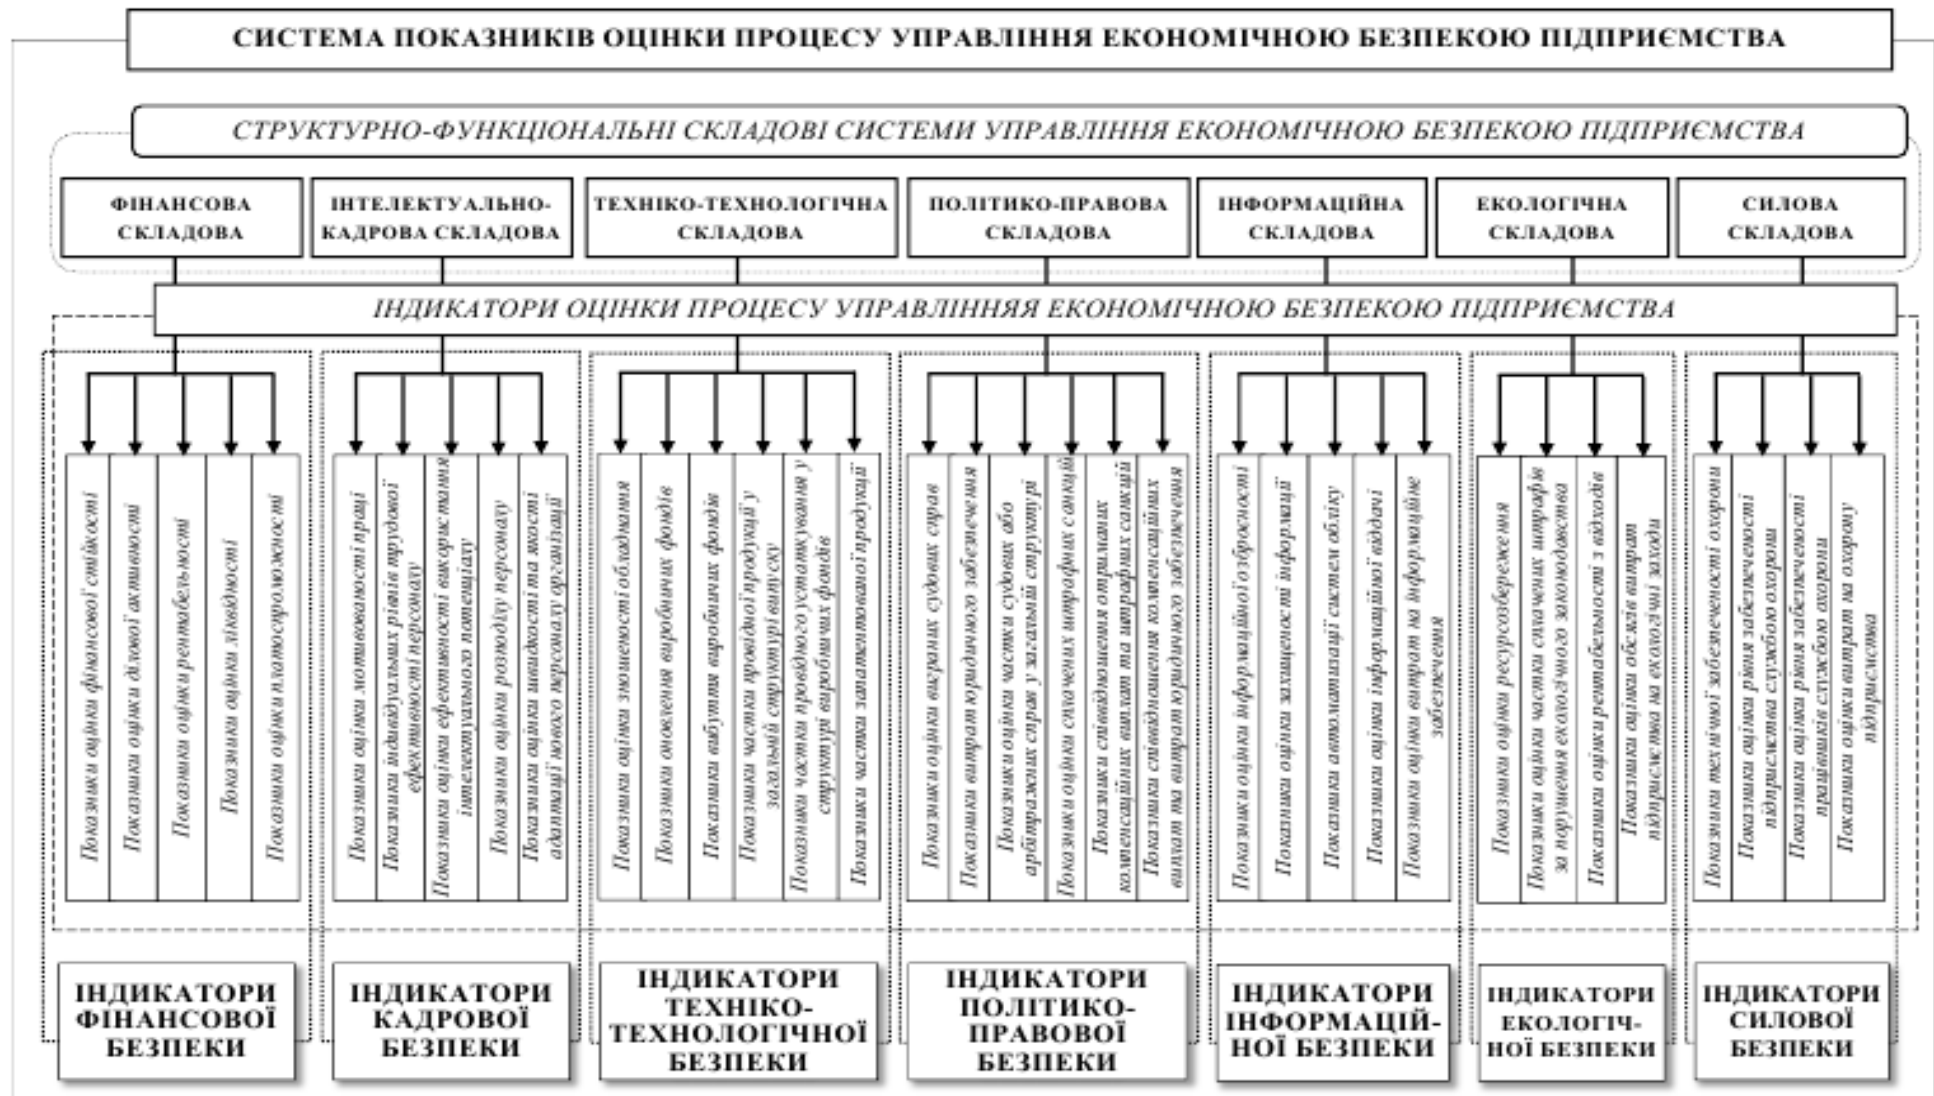 СИСТЕМА ПОКАЗНИКІВ ОЦІНКИ ПРОЦЕСУ УПРАВЛІННЯ ЕКОНОМІЧНОЮ БЕЗПЕКОЮ ПІДПРИЄМСТВА
СТРУКТУРНО-ФУНКЦІОНАЛЬНІ СКЛАДОВІ СИСТЕМИ УПРАВЛІННЯ ЕКОНОМІЧНОЮ БЕЗПЕКОЮ ПІДПРИЄМСТВА
ФІНАНСОВА
СКЛАДОВА
ІНТЕЛЕКТУАЛЬНО-
КАДРОВА СКЛАДОВА
ТЕХНІКО-ТЕХНОЛОГІЧНА
СКЛАДОВА
ПОЛІТИКО-ПРАВОВА
СКЛАДОВА
ІНФОРМАЦІЙНА
СКЛАДОВА
ЕКОЛОГІЧНА
СКЛАДОВА
СИЛОВА
СКЛАДОВА
ІНДИКАТОРИ ОЦІНКИ ПРОЦЕСУ УПРАВЛІННЯЯ ЕКОНОМІЧНОЮ БЕЗПЕКОЮ ПІДПРИЄМСТВА
Показники оцінки фінансової стійкості
Показники оцінки ділової активності
Показники оцінки рентабельності
Показники оцінки ліквідності
Показники оцінки платоспроможності
Показники оцінки мотивованості праці
Показники індивідуальних рівнів трудової
ефективності персоналу
Показники оцінки ефективності використання
інтелектуального потенціалу
Показники оцінки розподілу персоналу
Показники оцінки швидкості та якості
адаптації нового персоналу організації
Показники оцінки зношеності обладнання
Показники оновлення виробничих фондів
Показники вибуття виробничих фондів
Показники частки провідної продукції у
загальній структурі випуску
Показники частки провідного устаткування у
структурі виробничих фондів
Показники частки запатентованої продукції
Показники оцінки виграних судових справ
Показники витрат юридичного забезпечення
Показники оцінки частки судових або
арбітражних справ у загальній структурі
Показники оцінки сплачених штрафних санкцій
Показники співвідношення отриманих
компенсаційних виплат та штрафних санкцій
Показники співвідношення компенсаційних
виплат та витрат юридичного забезпечення
Показники оцінки інформаційної озброєності
Показники оцінки захищеності інформації
Показники автоматизації систем обліку
Показники оцінки інформаційної віддачі
Показники оцінки витрат на інформаційне
забезпечення
Показники оцінки ресурсозбереження
Показники оцінки частки сплачених штрафів
за порушення екологічного законодавства
Показники оцінки рентабельності з відходів
Показники оцінки обсягів витрат
підприємства на екологічні заходи
Показники технічної забезпеченості охорони
Показники оцінки рівня забезпеченості
підприємства службою охорони
Показники оцінки рівня забезпеченості
працівників службою охорони
Показники оцінки витрат на охорону
підприємства
ІНДИКАТОРИ
ФІНАНСОВОЇ
БЕЗПЕКИ
ІНДИКАТОРИ
КАДРОВОЇ
БЕЗПЕКИ
ІНДИКАТОРИ
ТЕХНІКО-
ТЕХНОЛОГІЧНОЇ
БЕЗПЕКИ
ІНДИКАТОРИ
ПОЛІТИКО-
ПРАВОВОЇ
БЕЗПЕКИ
ІНДИКАТОРИ
ІНФОРМАЦІЙ-
НОЇ БЕЗПЕКИ
ІНДИКАТОРИ
ЕКОЛОГІЧ-
НОЇ БЕЗПЕКИ
ІНДИКАТОРИ
СИЛОВОЇ
БЕЗПЕКИ